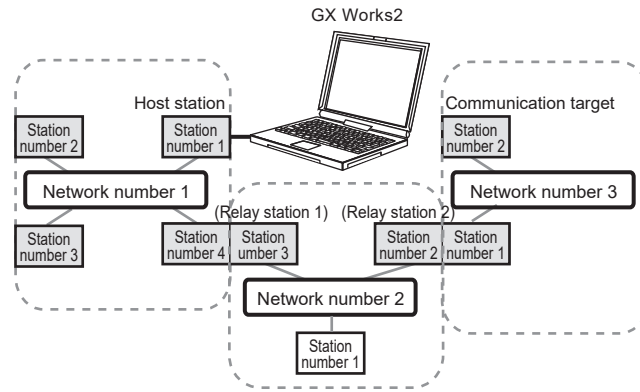 GX Works2
Host station
Communication target
Station
number 2
Station
number 1
Station
number 2
Network number 1
Network number 3
(Relay station 1)
(Relay station 2)
Station
number 3
Station
number 4
Station
umber 3
Station
number 2
Station
number 1
Network number 2
Station
number 1